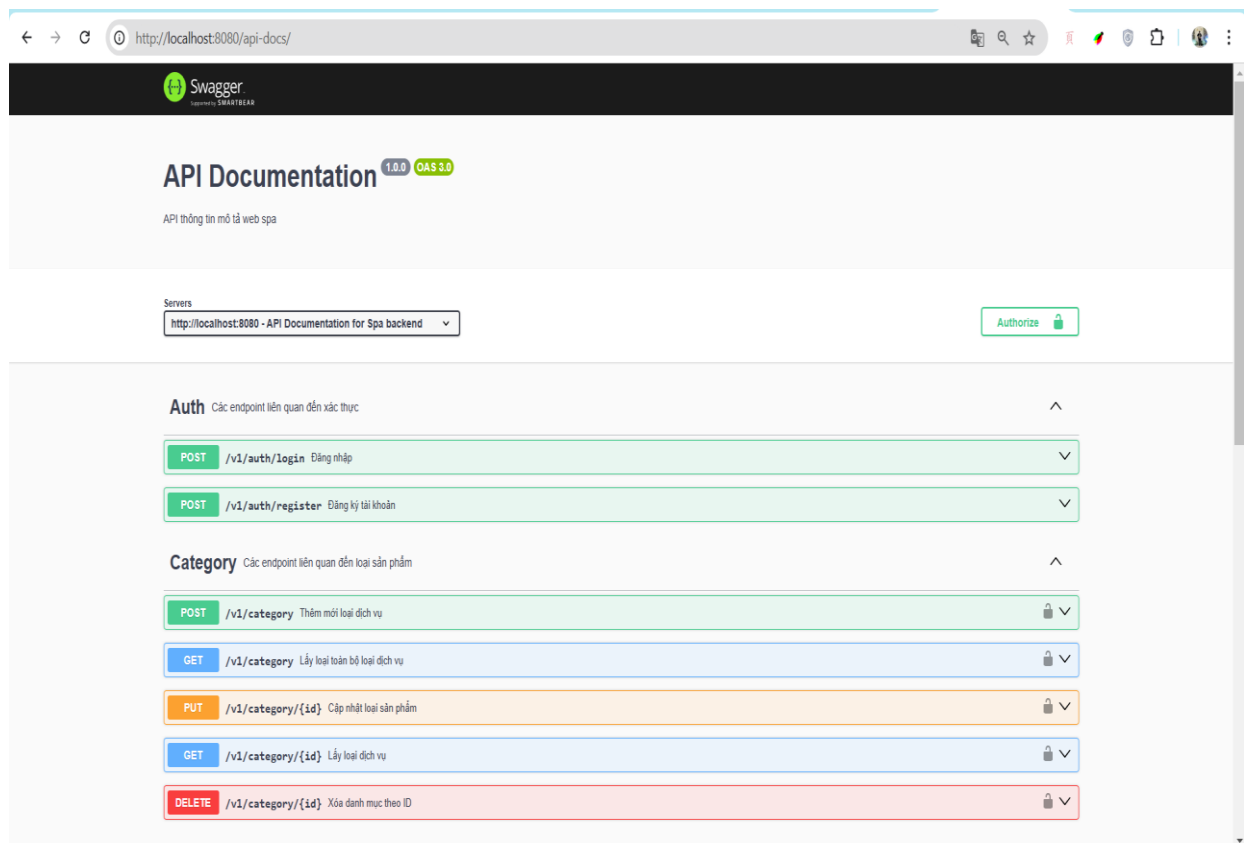 http://localhost:8080/api-docs/
Swagger.
Supported by SMARTBEAR
API Documentation 1.0.0 OAS 3.0
API thông tin mô tả web spa
Servers
http://localhost:8080 - API Documentation for Spa backend
Authorize
Auth Các endpoint liên quan đến xác thực
POST /v1/auth/login Đăng nhập
POST /v1/auth/register Đăng ký tài khoản
Category Các endpoint liên quan đến loại sản phẩm
POST /v1/category Thêm mới loại dịch vụ
GET /v1/category Lấy loại toàn bộ loại dịch vụ
PUT /v1/category/{id} Cập nhật loại sản phẩm
GET /v1/category/{id} Lấy loại dịch vụ
DELETE /v1/category/{id} Xóa danh mục theo ID